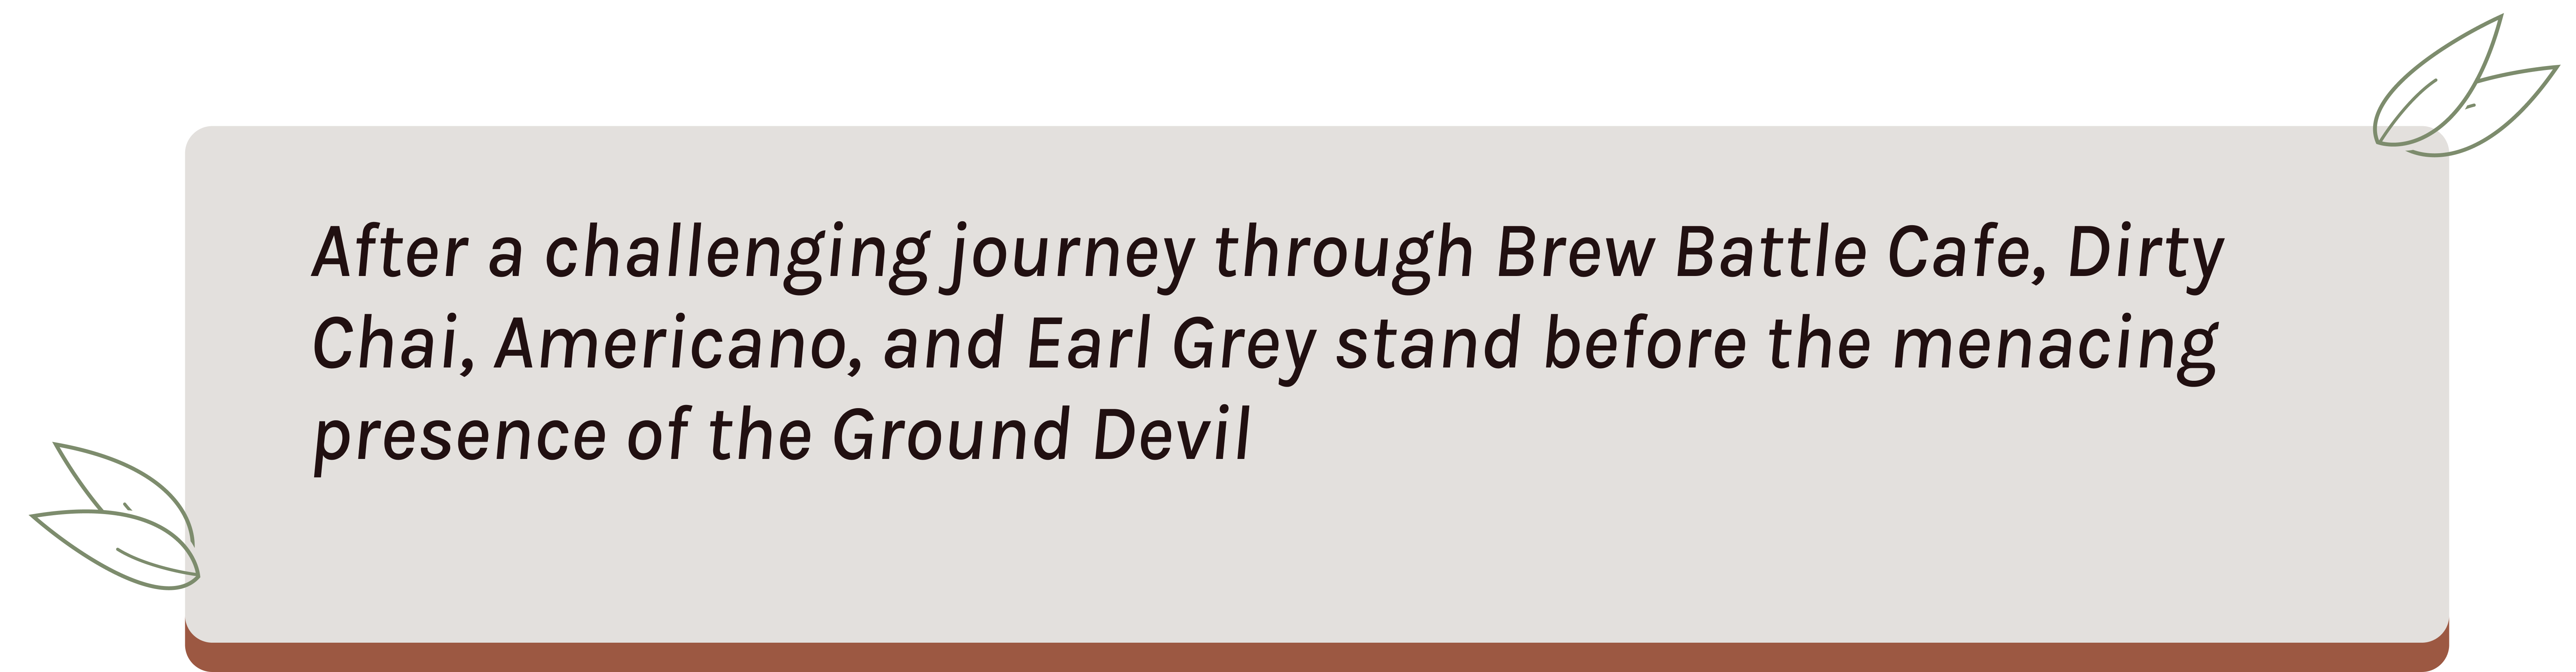 After a challenging journey through Brew Battle Cafe, Dirty
Chai, Americano, and Earl Grey stand before the menacing
presence of the Ground Devil